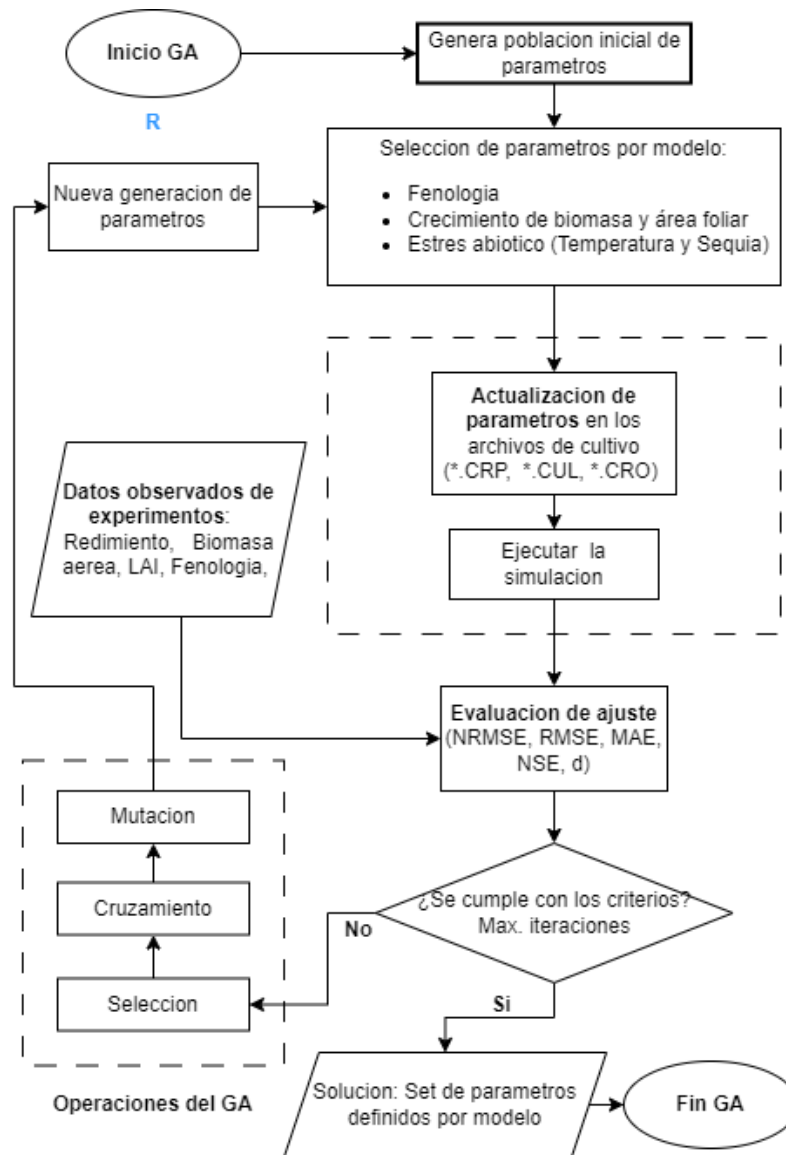 Inicio GA
Genera poblacion inicial de
parametros
R
Seleccion de parametros por modelo:
• Fenologia
• Crecimiento de biomasa y área foliar
• Estres abiotico (Temperatura y Sequia)
Nueva generacion de
parametros
Actualizacion de
parametros en los
archivos de cultivo
(*.CRP, *.CUL, *.CRO)
Ejecutar la
simulacion
Datos observados de
experimentos:
Redimiento, Biomasa
aerea, LAI, Fenologia,
Evaluacion de ajuste
(NRMSE, RMSE, MAE,
NSE, d)
¿Se cumple con los criterios?
Max. iteraciones
No
Si
Mutacion
Cruzamiento
Seleccion
Operaciones del GA
Solucion: Set de parametros
definidos por modelo
Fin GA